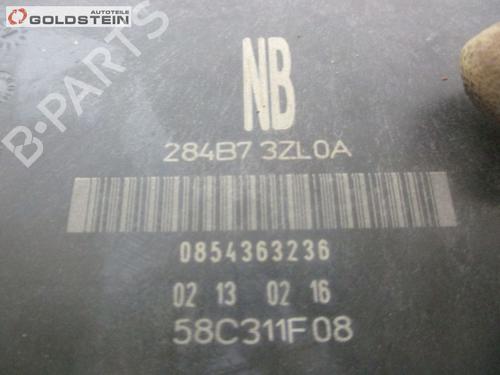 AUTOTEILE
GOLDSTEIN
B-PARTS
NB
284B7 3ZL0A
0854363236
02 13 02 16
58C311F08